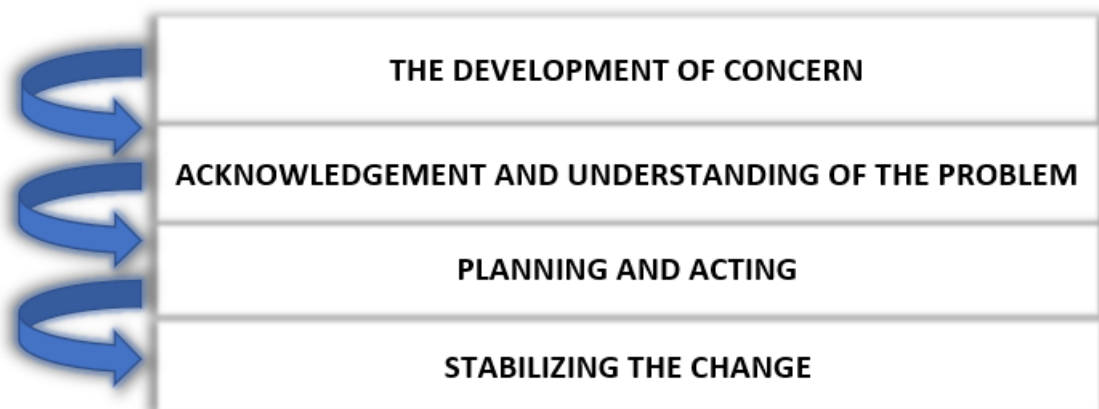 THE DEVELOPMENT OF CONCERN
ACKNOWLEDGEMENT AND UNDERSTANDING OF THE PROBLEM
PLANNING AND ACTING
STABILIZING THE CHANGE